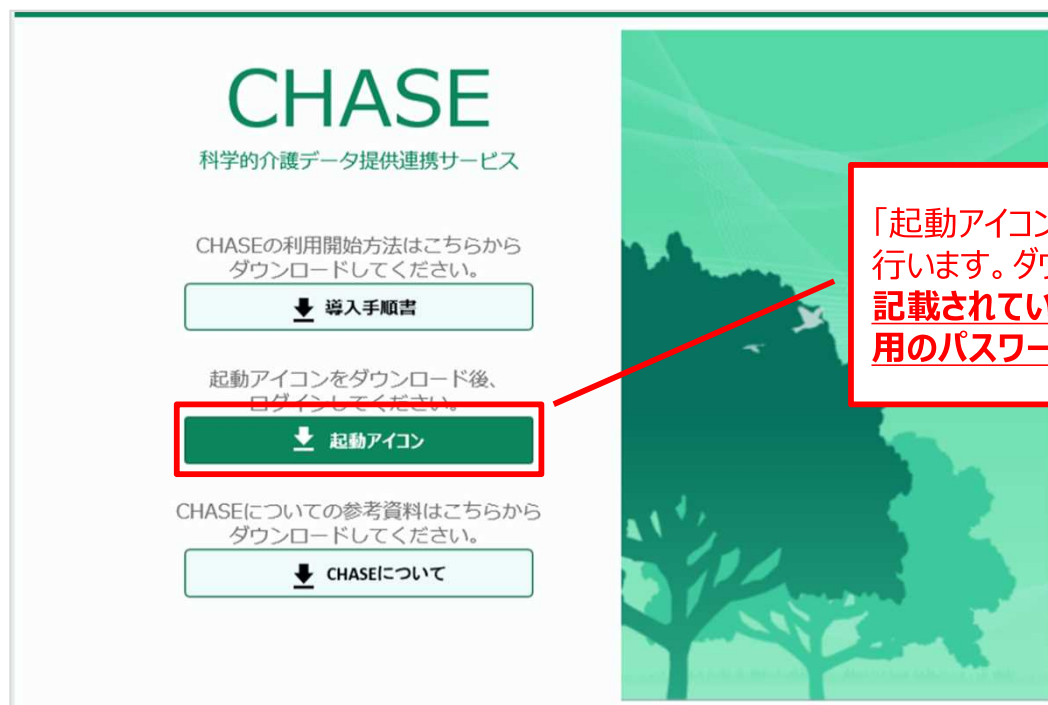 CHASE
科学的介護データ提供連携サービス
CHASEの利用開始方法はこちらから
ダウンロードしてください。
導入手順書
起動アイコンをダウンロード後、
ログインしてください。
起動アイコン
CHASEについての参考資料はこちらから
ダウンロードしてください。
CHASEについて
「起動アイコン
行います。ダウ
記載されてい
用のパスワー